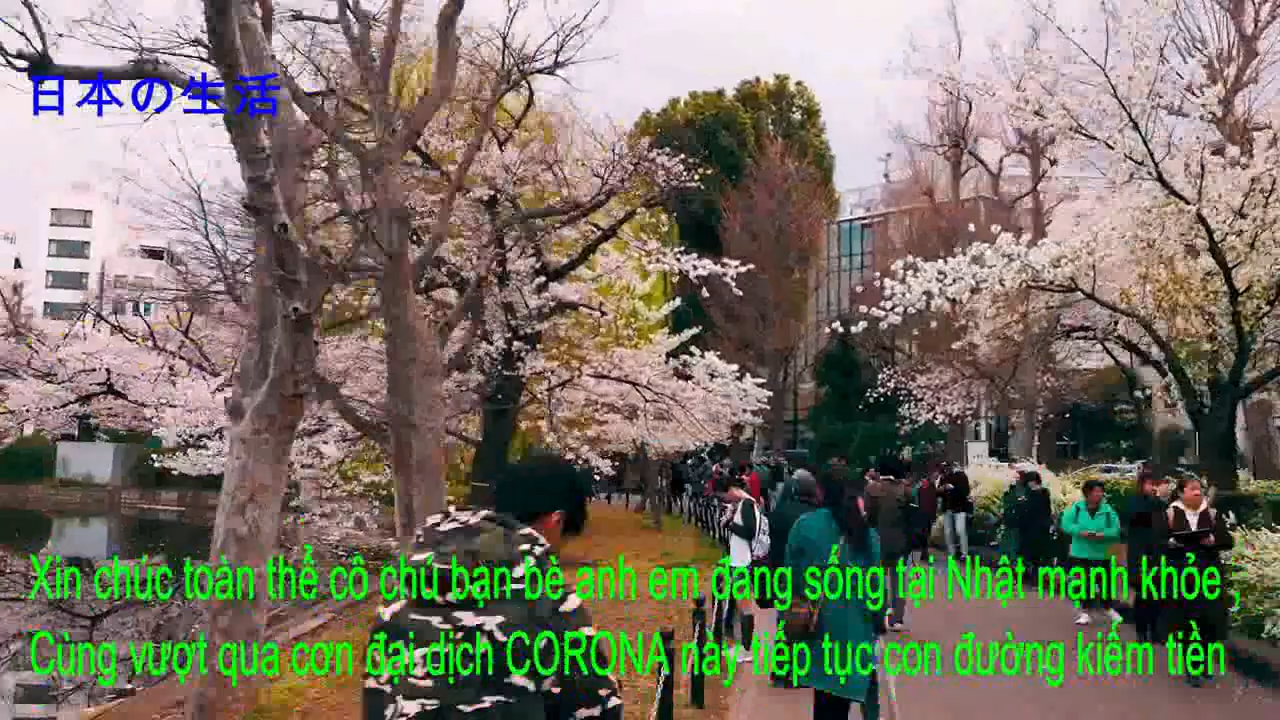 日本の生活
Xin chúc toàn thể cô chú bạn bè anh em đang sống tại Nhật mạnh khỏe ,
Cùng vượt qua cơn đại dịch CORONA này tiếp tục con đường kiếm tiền